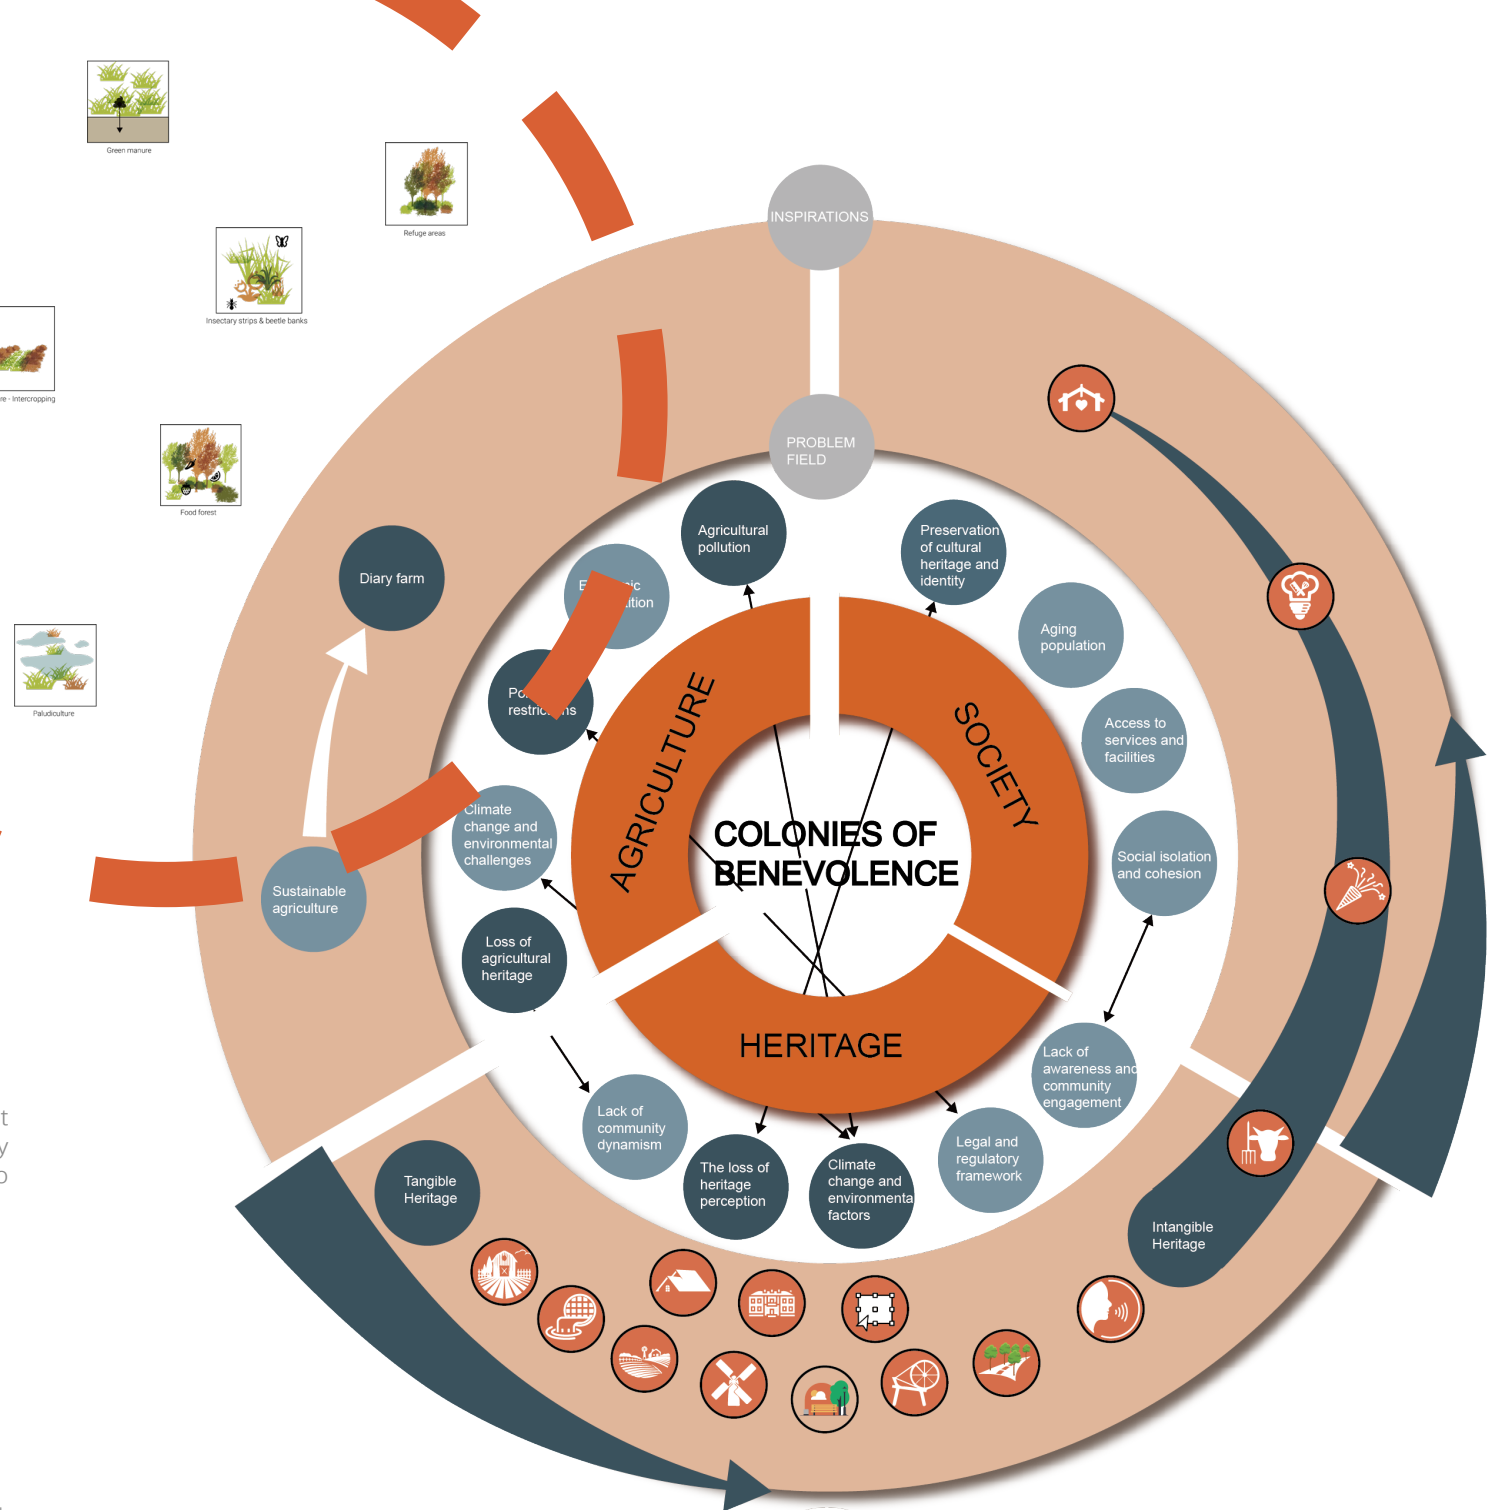 Green manure
Refuge areas
Insectary strips & beetle banks
re - Intercropping
Food forest
Paludiculture
INSPIRATIONS
PROBLEM
FIELD
Diary farm
Sustainable
agriculture
Agricultural
pollution
restric
ns
Climate
change and
environmental
challenges
Loss of
agricultural
heritage
Preservation
of cultural
heritage and
identity
Aging
population
Access to
services and
facilities
Social isolation
and cohesion
Lack of
awareness and
community
engagement
Legal and
regulatory
framework
Climate
change and
environmenta
factors
The loss of
heritage
perception
Lack of
community
dynamism
AGRICULTURE
SOCIETY
HERITAGE
COLONIES OF
BENEVOLENCE
Tangible
Heritage
Intangible
Heritage
t
y
o